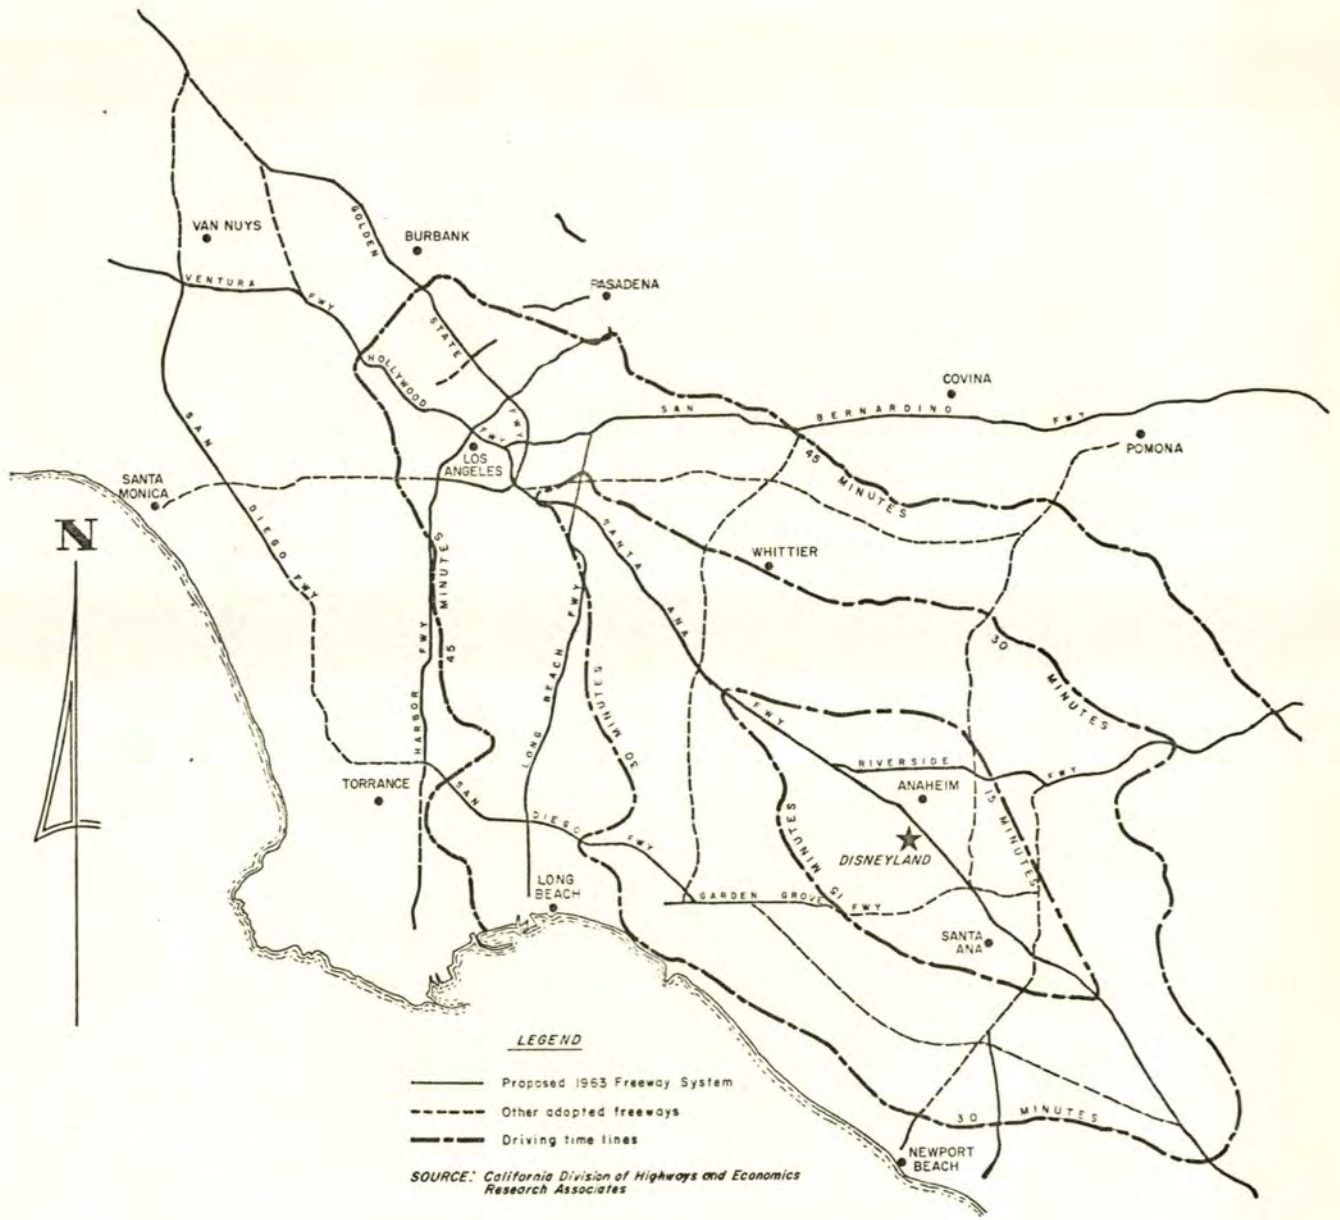 VAN NUYS
BURBANK
GOLDEN
STATE
FWY
VENTURA
FWY
PASADENA
HOLLYWOOD
FWY
COVINA
SAN
BERNARDINO
FWY
POMONA
LOS
ANGELES
SANTA
MONICA
SAN
DIEGO
FWY
45
MINUTES
N
WHITTIER
SANTA
ANA
FWY
MINUTES
45
HARBOR
FWY
LONG
BEACH
FWY
30
MINUTES
30
MINUTES
RIVERSIDE
FWY
ANAHEIM
TORRANCE
SAN
DIEGO
FWY
15
MINUTES
15
MINUTES
DISNEYLAND
LONG
BEACH
GARDEN GROVE
FWY
SANTA
ANA
30
MINUTES
NEWPORT
BEACH
LEGEND
Proposed 1963 Freeway System
Other adopted freeways
Driving time lines
SOURCE: California Division of Highways and Economics
Research Associates